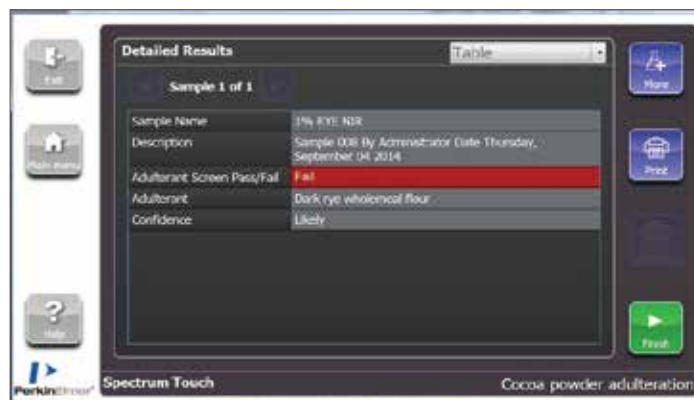 Exit
Main menu
Help
PerkinElmer
Detailed Results
Table
Sample 1 of 1
Sample Name 1% RYE NIR
Description Sample 008 By Administrator Date Thursday,
September 04 2014
Adulterant Screen Pass/Fail Fail
Adulterant Dark rye wholemeal flour
Confidence Likely
More
Print
Finish
Spectrum Touch
Cocoa powder adulteration